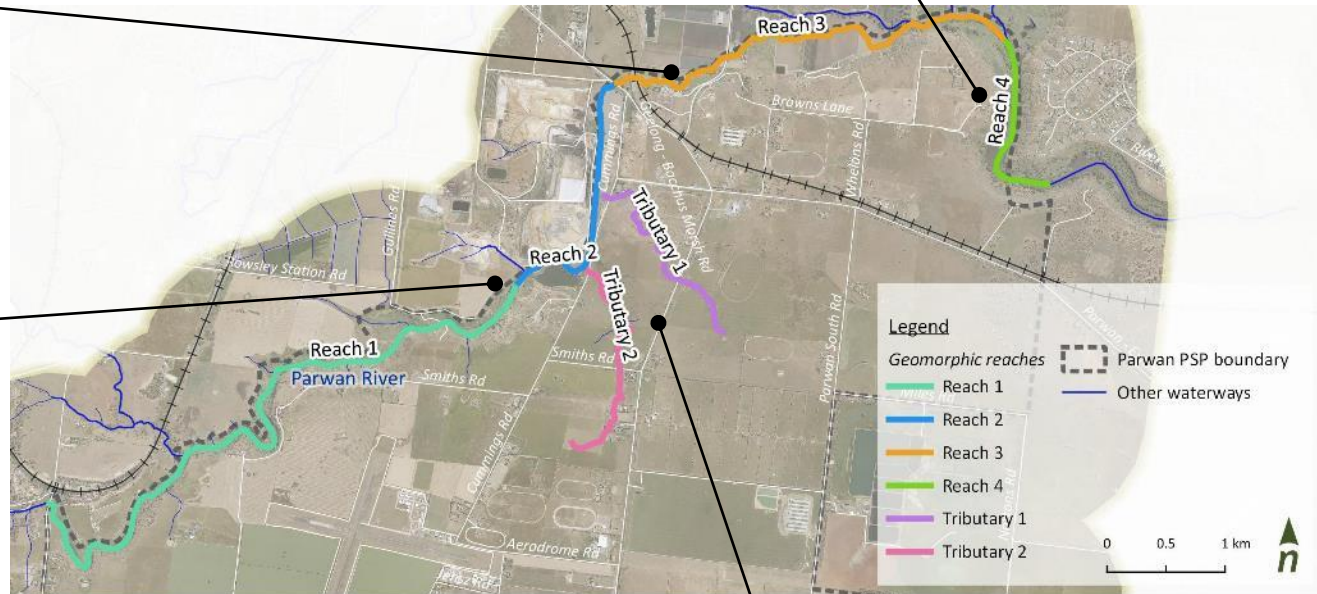 Reach 3
Reach 4
Browns Lane
Cummings Rd
Geelong - Bacchus Marsh Rd
Whelons Rd
Tributary 1
Gullines Rd
Rowsley Station Rd
Reach 2
Tributary 2
Reach 1
Parwan River
Smiths Rd
Smiths Rd
Parwan South Rd
Cummings Rd
Aerodrome Rd
Legend
Geomorphic reaches
Reach 1
Reach 2
Reach 3
Reach 4
Tributary 1
Tributary 2
Parwan PSP boundary
Other waterways
0 0.5 1 km
n